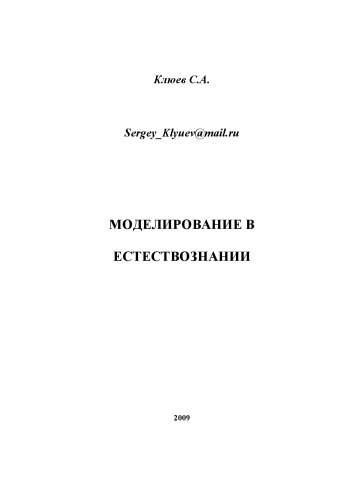 Клюев С.А.
Sergey_Klyuev@mail.ru
МОДЕЛИРОВАНИЕ В
ЕСТЕСТВОЗНАНИИ
2009